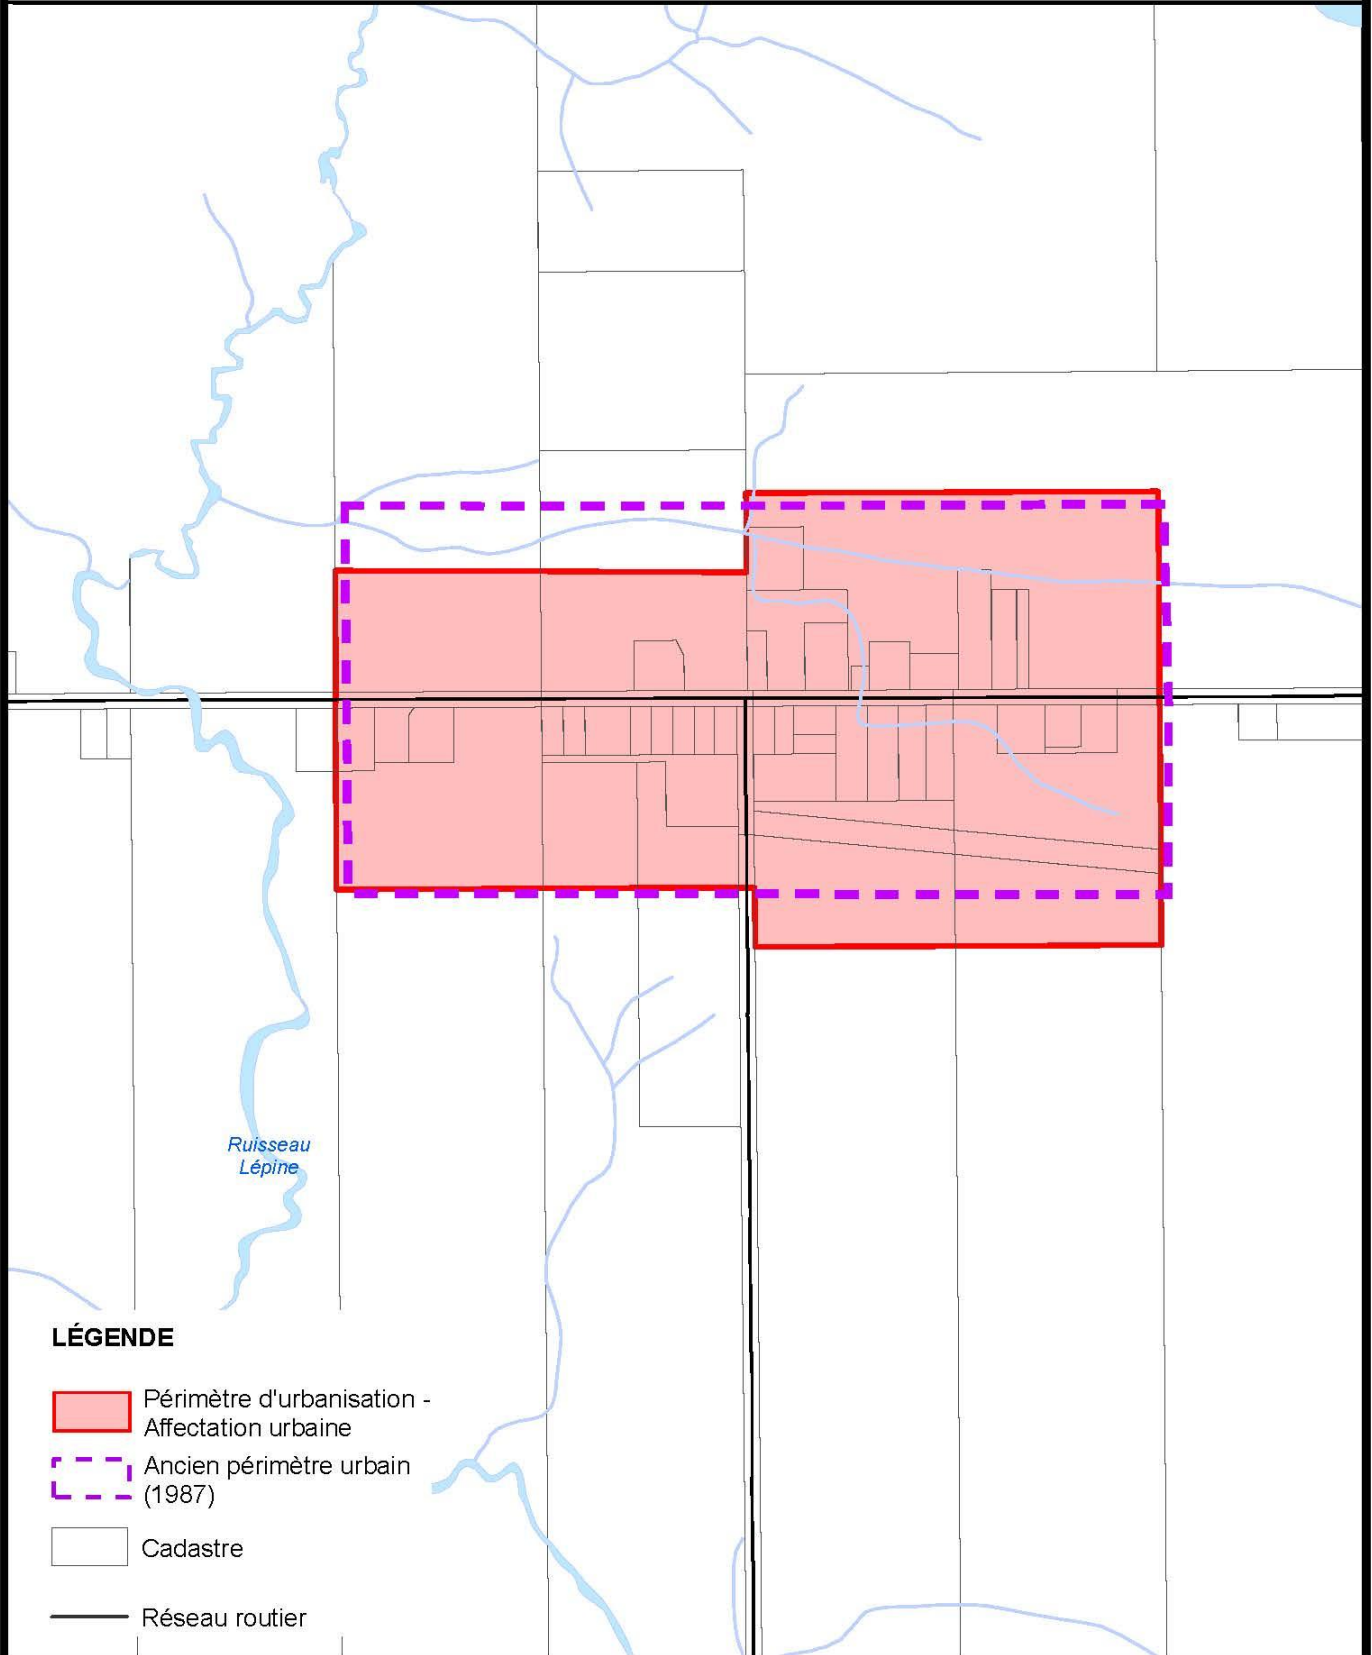 Ruisseau
Lépine
LÉGENDE
Périmètre d'urbanisation -
Affectation urbaine
Ancien périmètre urbain
(1987)
Cadastre
Réseau routier